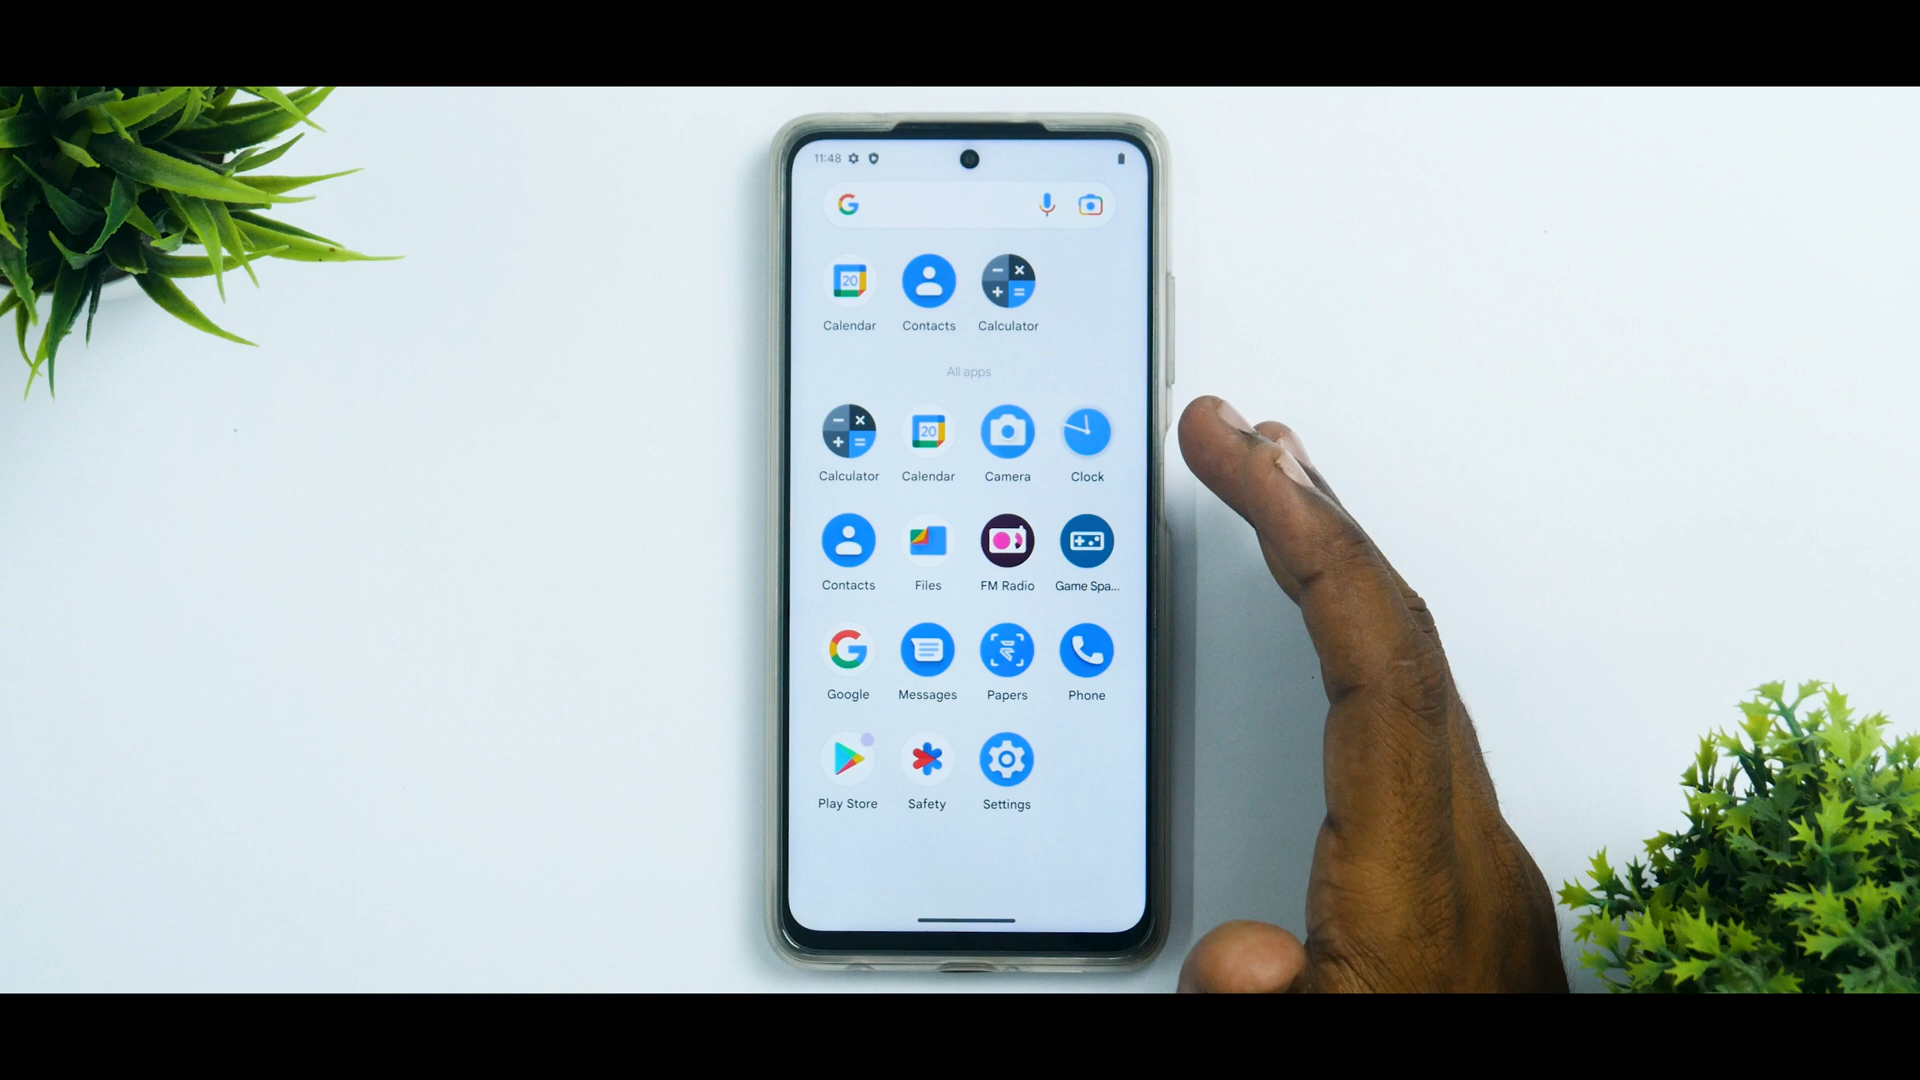 11:48
20
Calendar Contacts Calculator
All apps
20
Calculator Calendar Camera Clock
Contacts Files FM Radio Game Spa...
Google Messages Papers Phone
Play Store Safety Settings